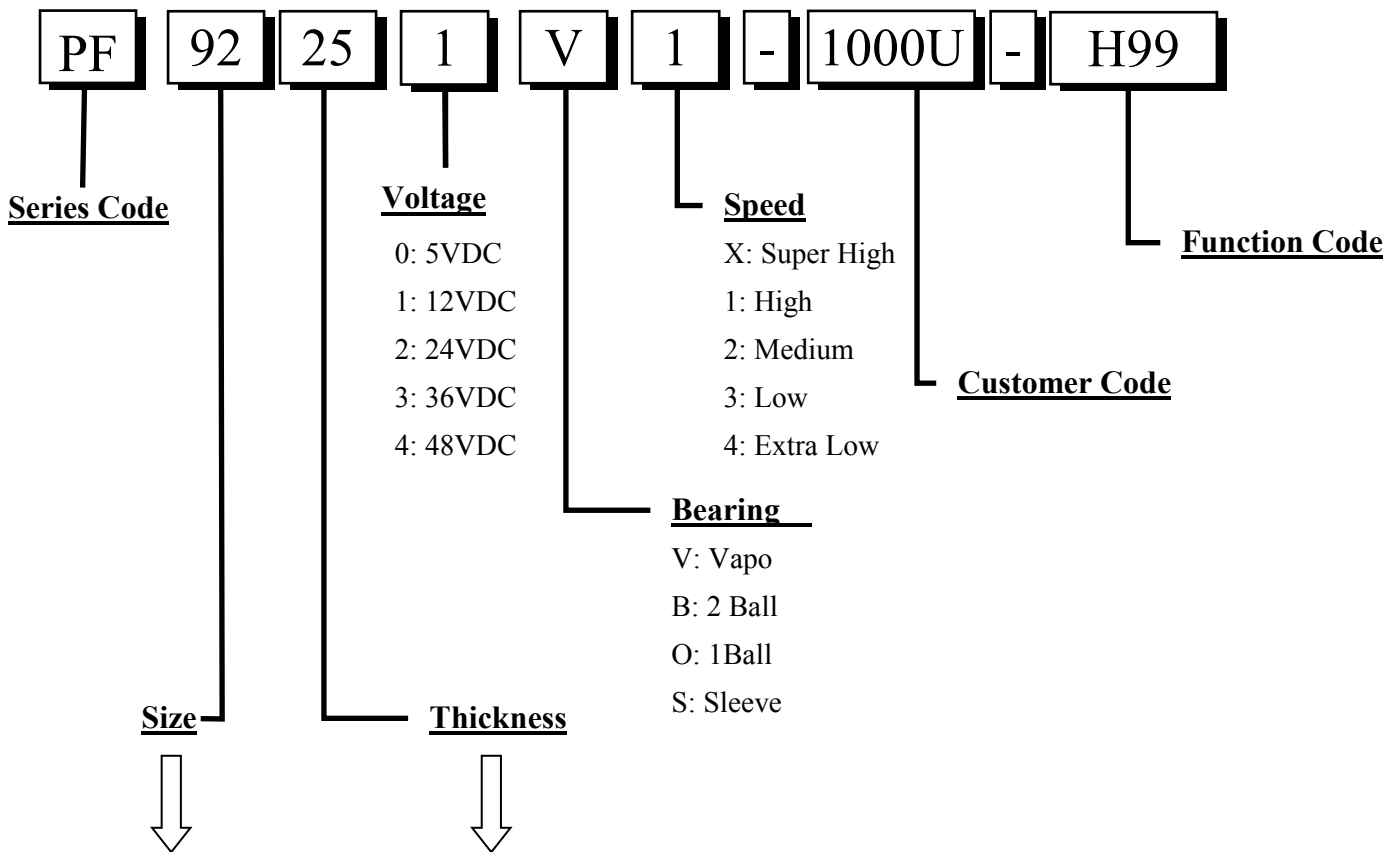 PF 92 25 1 V 1 - 1000U - H99
Series Code
Voltage
0: 5VDC
1: 12VDC
2: 24VDC
3: 36VDC
4: 48VDC
Speed
X: Super High
1: High
2: Medium
3: Low
4: Extra Low
Function Code
Customer Code
Bearing
V: Vapo
B: 2 Ball
O: 1Ball
S: Sleeve
Size
Thickness